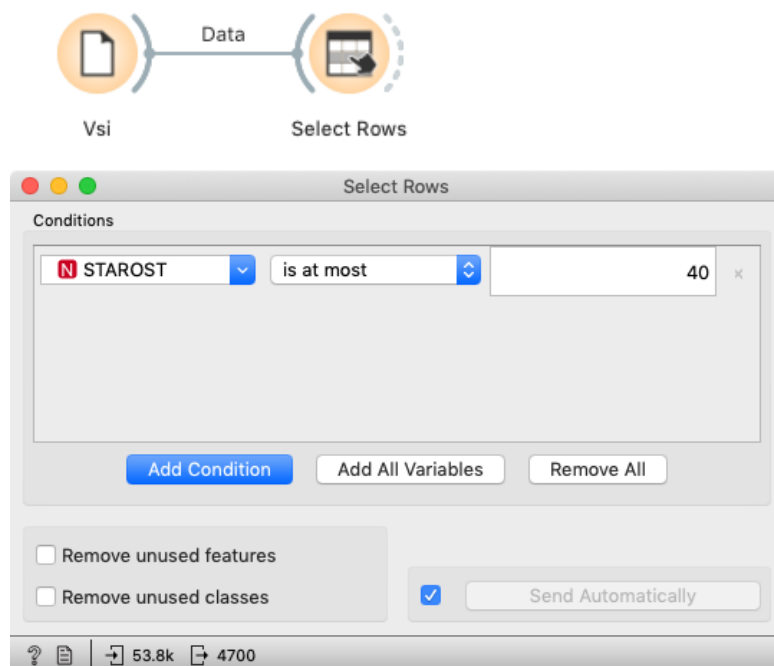 Data
Vsi Select Rows
Select Rows
Conditions
N STAROST is at most 40 ×
Add Condition Add All Variables Remove All
Remove unused features
Remove unused classes
Send Automatically
? 53.8k 4700